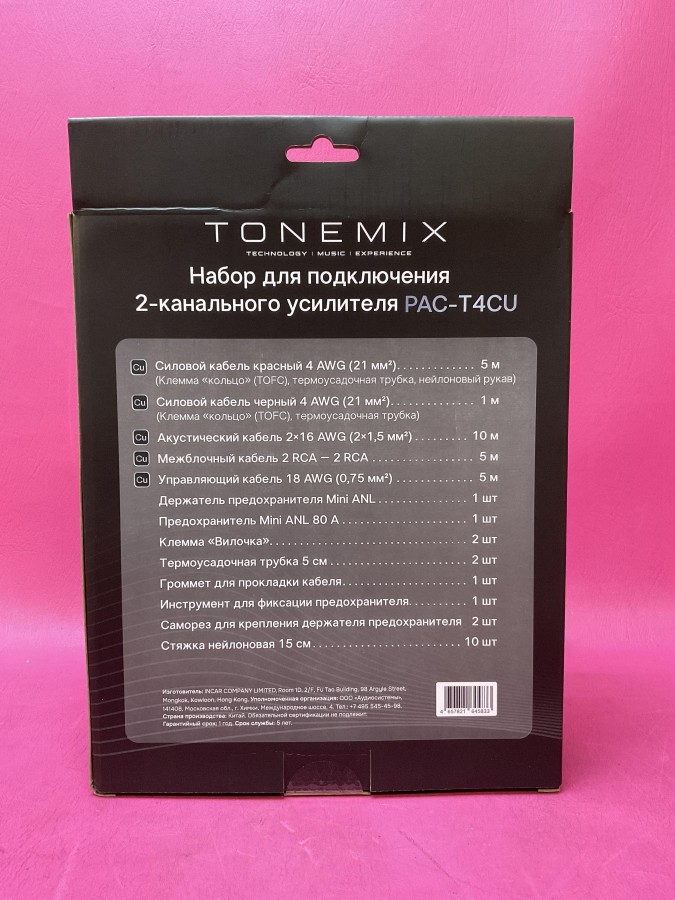 TONEMIX
TECHNOLOGY | MUSIC | EXPERIENCE
Набор для подключения
2-канального усилителя PAC-T4CU
Cu Силовой кабель красный 4 AWG (21 мм²)............. 5 м
(Клемма «кольцо» (TOFC), термоусадочная трубка, нейлоновый рукав)
Cu Силовой кабель черный 4 AWG (21 мм²).............. 1 м
(Клемма «кольцо» (TOFC), термоусадочная трубка)
Cu Акустический кабель 2×16 AWG (2×1,5 мм²)......... 10 м
Cu Межблочный кабель 2 RCA — 2 RCA.................. 5 м
Cu Управляющий кабель 18 AWG (0,75 мм²)............. 5 м
Держатель предохранителя Mini ANL............... 1 шт
Предохранитель Mini ANL 80 А.................... 1 шт
Клемма «Вилочка»................................ 2 шт
Термоусадочная трубка 5 см...................... 2 шт
Громмет для прокладки кабеля.................... 1 шт
Инструмент для фиксации предохранителя.......... 1 шт
Саморез для крепления держателя предохранителя 2 шт
Стяжка нейлоновая 15 см......................... 10 шт
Изготовитель: INCAR COMPANY LIMITED, Room 10, 2/F, Fu Tao Building, 98 Argyle Street,
Mongkok, Kowloon, Hong Kong. Уполномоченная организация: ООО «Аудиосистемы»,
141408, Московская обл., г. Химки, Международное шоссе, 4. Тел.: +7 495 545-45-98.
Страна производства: Китай. Обязательной сертификации не подлежит.
Гарантийный срок: 1 год. Срок службы: 5 лет.
4 657821 645833